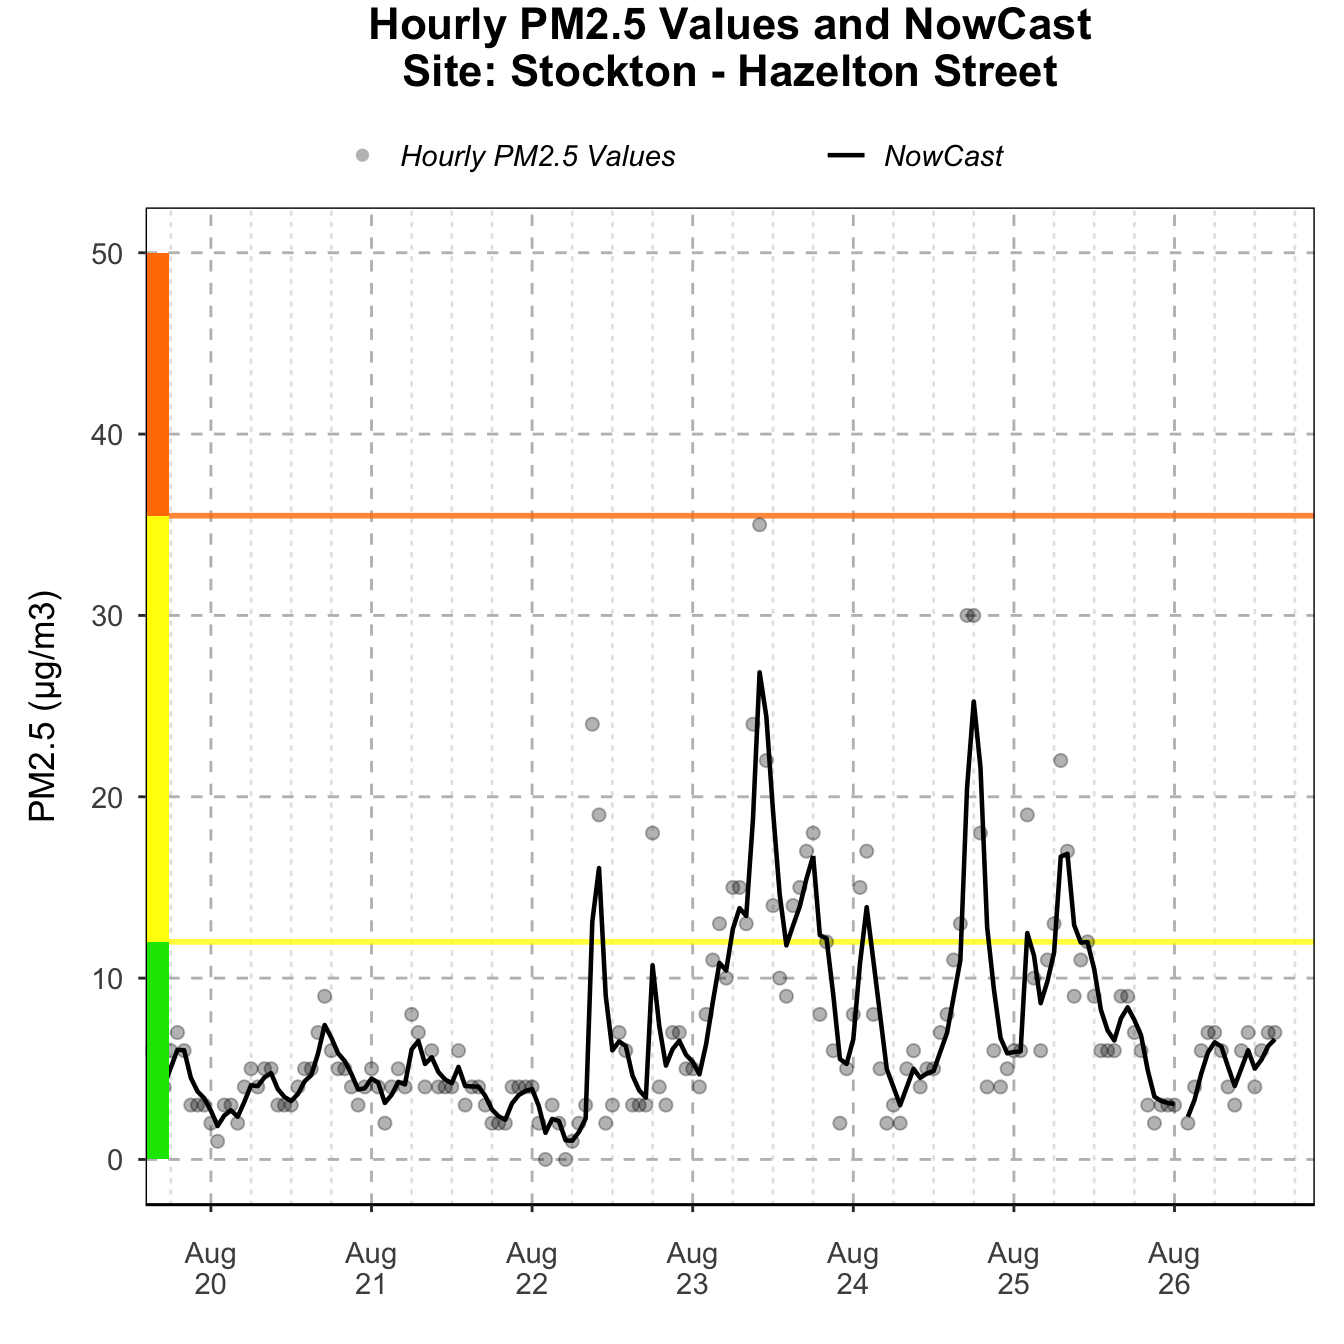 Hourly PM2.5 Values and NowCast
Site: Stockton - Hazelton Street
Hourly PM2.5 Values NowCast
50
40
30
20
10
0
PM2.5 (µg/m3)
Aug Aug Aug Aug Aug Aug Aug
20 21 22 23 24 25 26